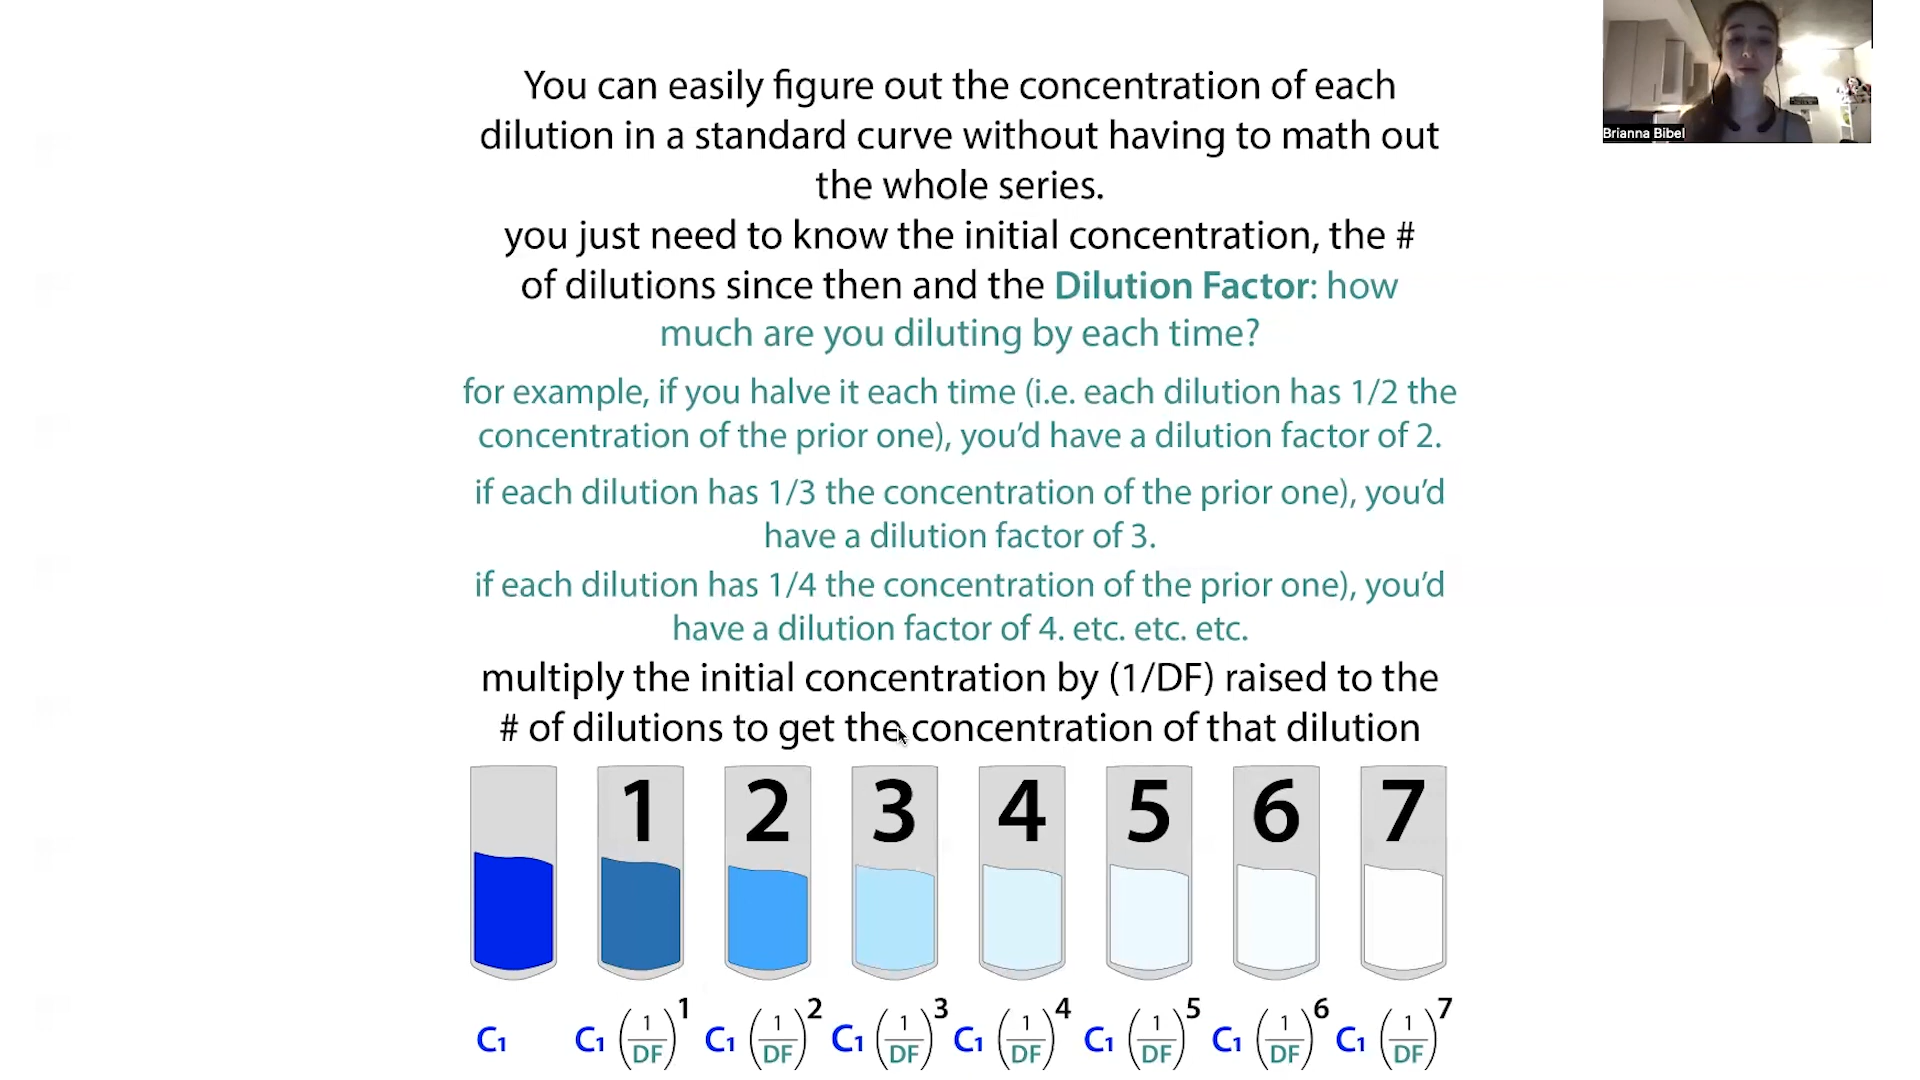 Brianna Bibel
You can easily figure out the concentration of each
dilution in a standard curve without having to math out
the whole series.
you just need to know the initial concentration, the #
of dilutions since then and the Dilution Factor: how
much are you diluting by each time?
for example, if you halve it each time (i.e. each dilution has 1/2 the
concentration of the prior one), you'd have a dilution factor of 2.
if each dilution has 1/3 the concentration of the prior one), you'd
have a dilution factor of 3.
if each dilution has 1/4 the concentration of the prior one), you'd
have a dilution factor of 4. etc. etc. etc.
multiply the initial concentration by (1/DF) raised to the
# of dilutions to get the concentration of that dilution
1 2 3 4 5 6 7
C₁ C₁ (1/DF)¹ C₁ (1/DF)² C₁ (1/DF)³ C₁ (1/DF)⁴ C₁ (1/DF)⁵ C₁ (1/DF)⁶ C₁ (1/DF)⁷